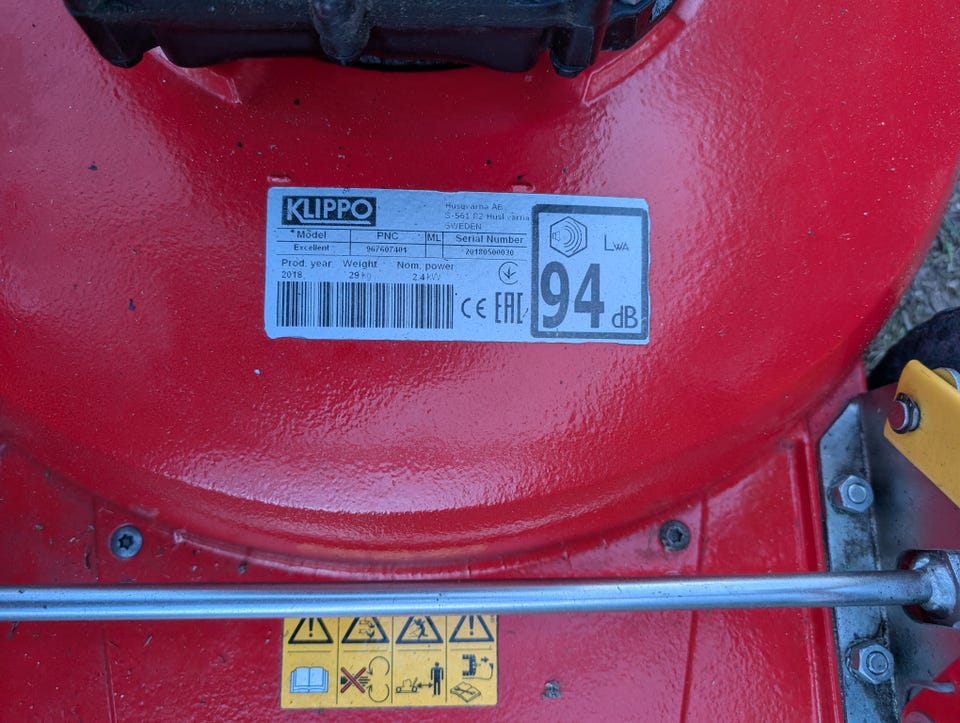 KLIPPO
Husqvarna AB
S-561 82 Huskvarna
SWEDEN
Model PNC ML Serial Number
Excellent 967607401 20180500030
Prod. year Weight Nom. power
2018 29 kg 2.4 kW
CE EAC
LWA
94 dB